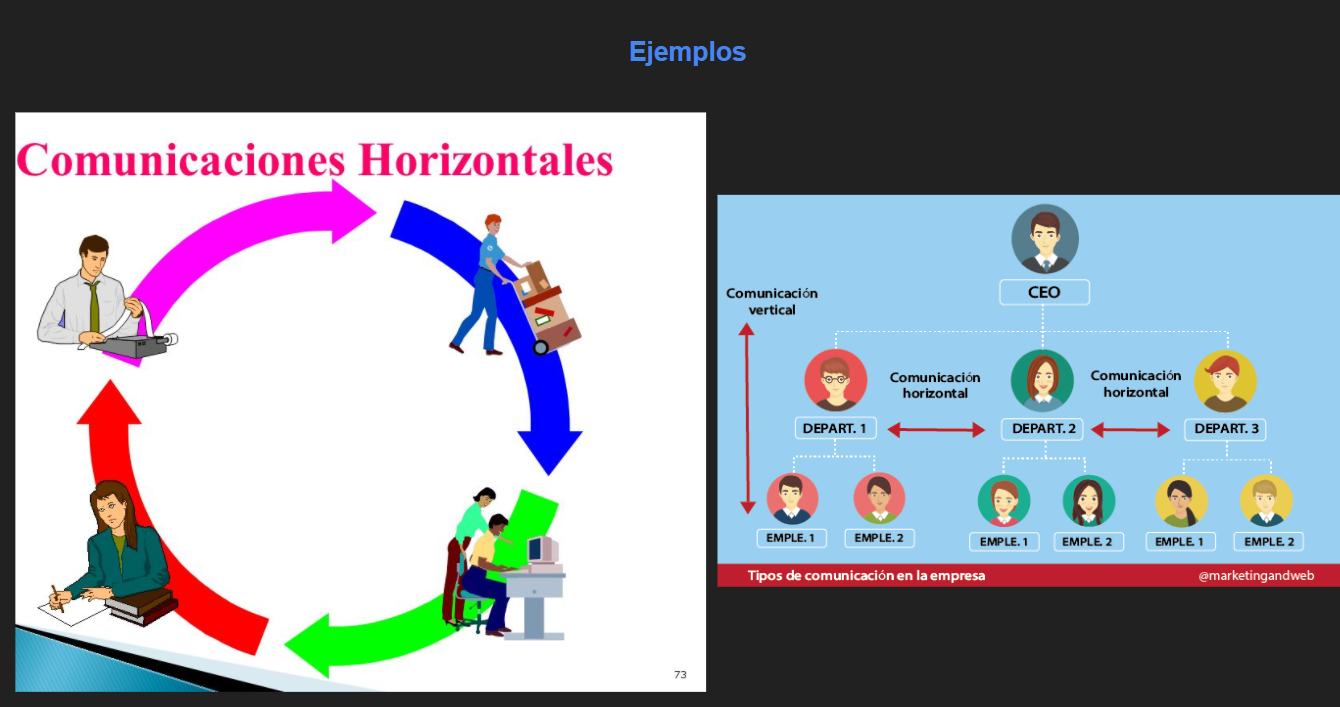 Ejemplos
Comunicaciones Horizontales
73
CEO
Comunicación
vertical
Comunicación
horizontal
Comunicación
horizontal
DEPART. 1
DEPART. 2
DEPART. 3
EMPLE. 1
EMPLE. 2
EMPLE. 1
EMPLE. 2
EMPLE. 1
EMPLE. 2
Tipos de comunicación en la empresa
@marketingandweb